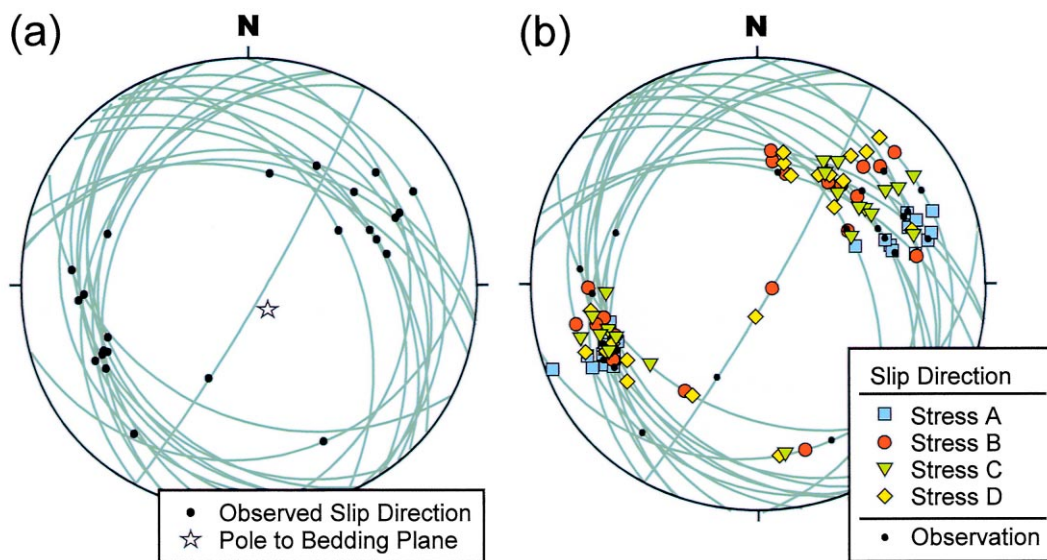 (a)
N
Observed Slip Direction
Pole to Bedding Plane
(b)
N
Slip Direction
Stress A
Stress B
Stress C
Stress D
Observation